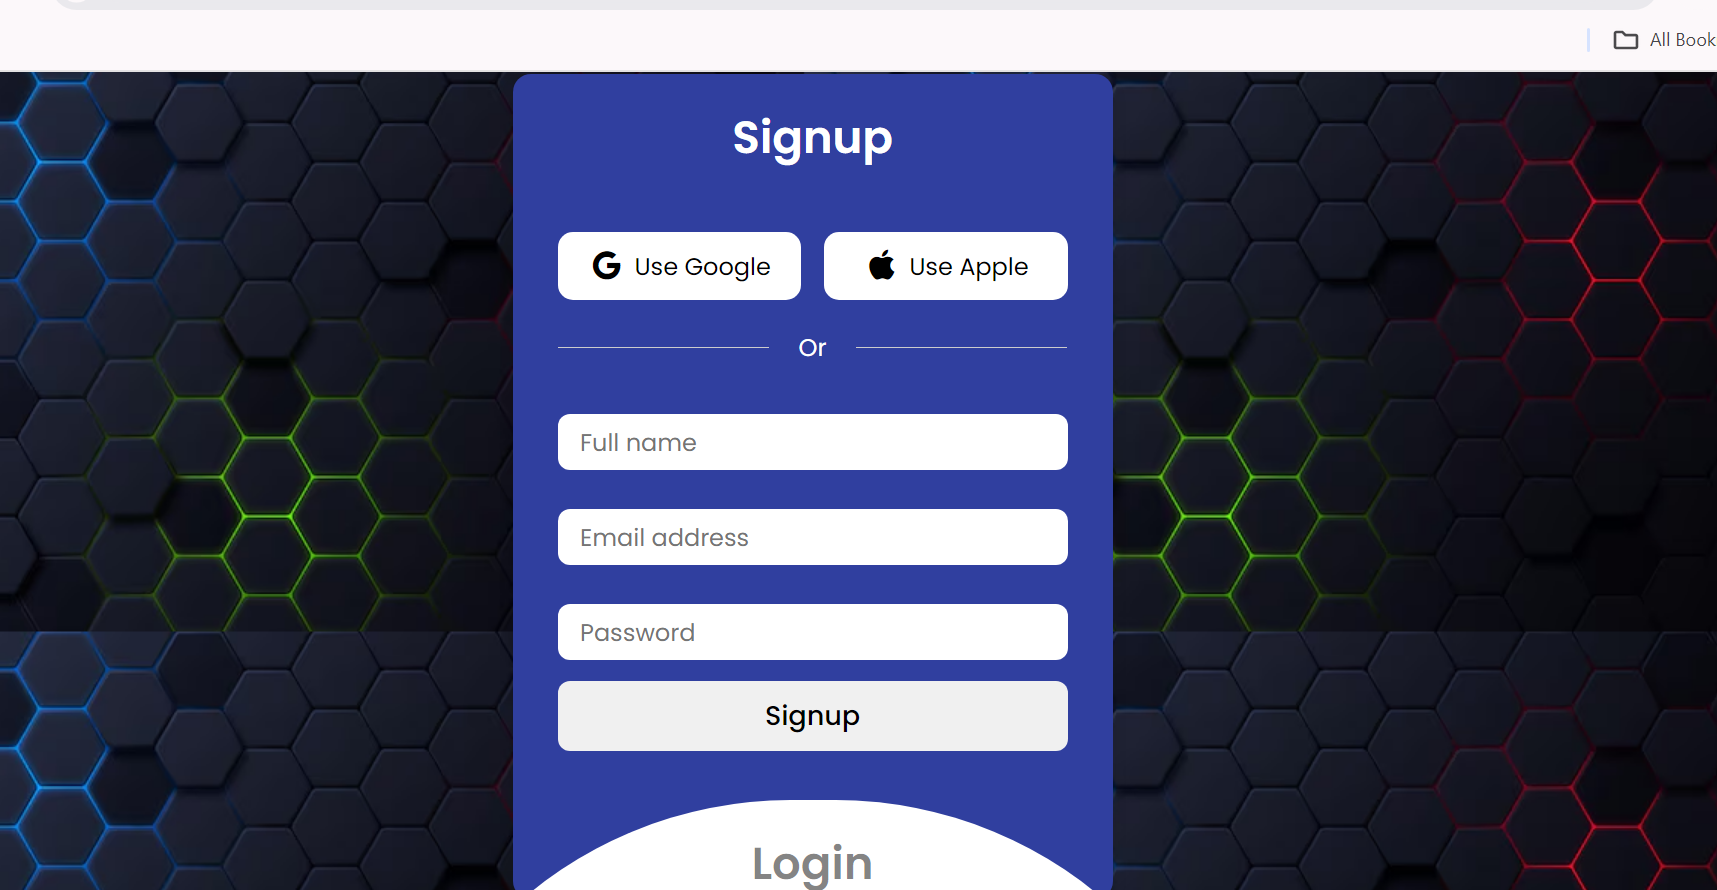 All Book
Signup
Use Google
Use Apple
Or
Full name
Email address
Password
Signup
Login